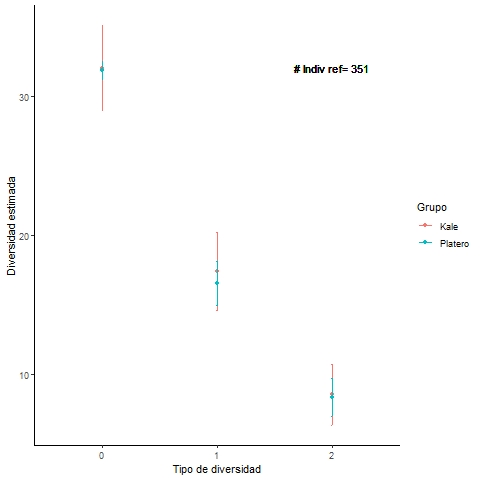 # Indiv ref= 351
30
20
10
Diversidad estimada
0
1
2
Tipo de diversidad
Grupo
Kale
Platero